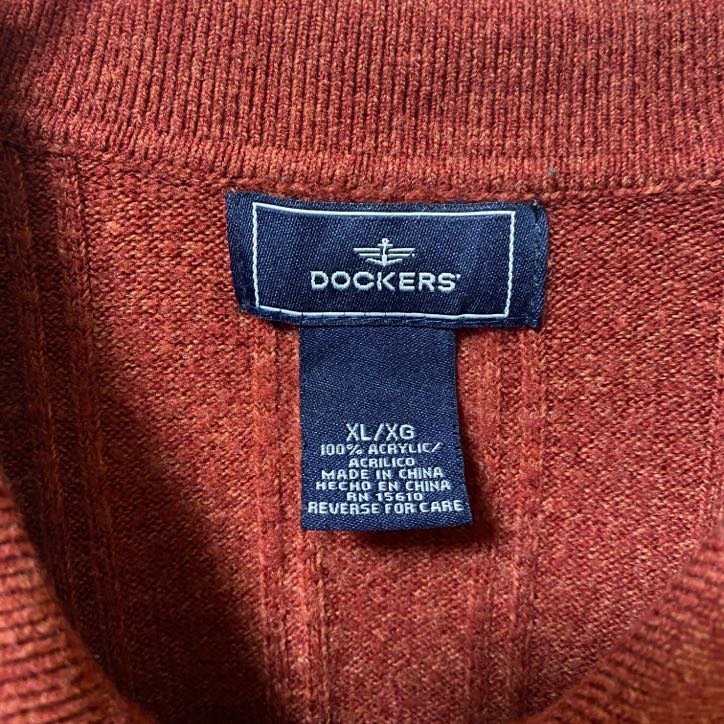 DOCKERS®
XL/XG
100% ACRYLIC/
ACRILICO
MADE IN CHINA
HECHO EN CHINA
RN 15610
REVERSE FOR CARE